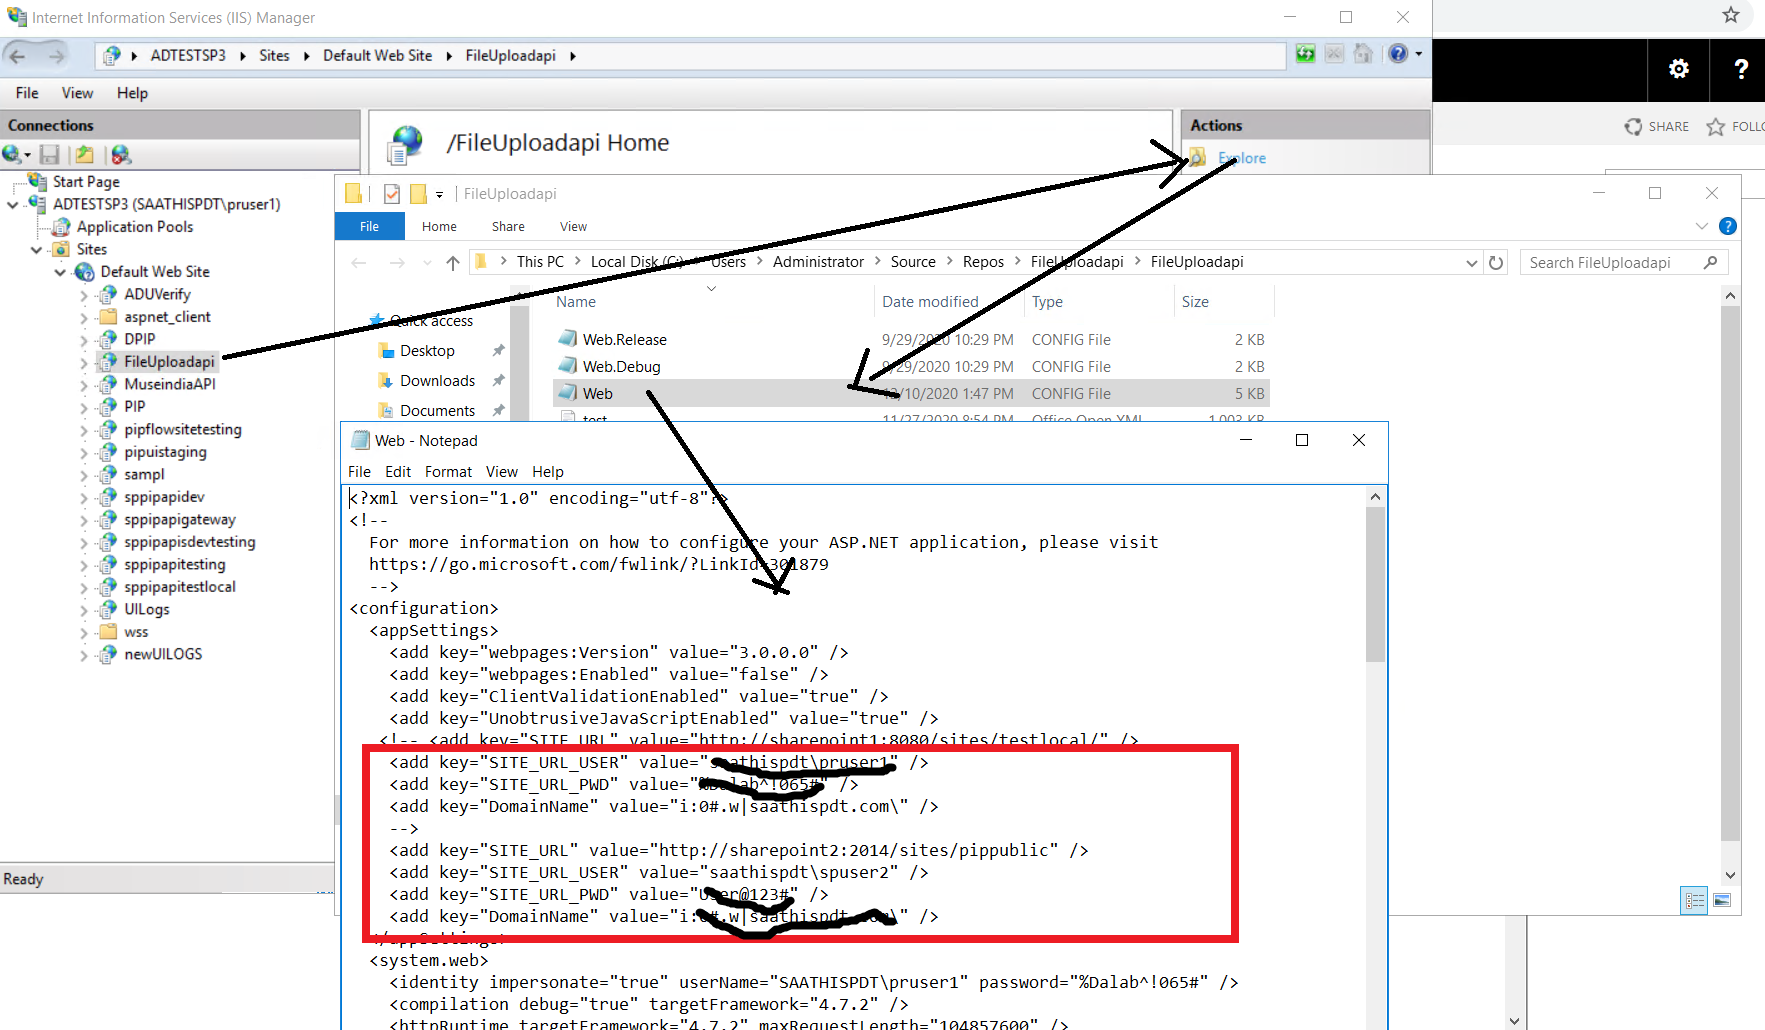 Internet Information Services (IIS) Manager
ADTESTSP3 Sites Default Web Site FileUploadapi
File View Help
Connections
/FileUploadapi Home
Actions
Explore
SHARE
FOLLO
Start Page
ADTESTSP3 (SAATHISPDT\pruser1)
Application Pools
Sites
Default Web Site
ADUVerify
aspnet_client
DPIP
FileUploadapi
MuseindiaAPI
PIP
pipflowsitetesting
pipuistaging
sampl
sppipapidev
sppipapigateway
sppipapisdevtesting
sppipapitesting
sppipapitestlocal
UILogs
wss
newUILOGS
Ready
FileUploadapi
File Home Share View
This PC Local Disk (C:) Users Administrator Source Repos FileUploadapi FileUploadapi
Search FileUploadapi
Name Date modified Type Size
Quick access
Desktop
Downloads
Documents
Web.Release 9/29/2020 10:29 PM CONFIG File 2 KB
Web.Debug 9/29/2020 10:29 PM CONFIG File 2 KB
Web 12/10/2020 1:47 PM CONFIG File 5 KB
test 11/27/2020 8:54 PM Office Open XML 1,003 KB
Web - Notepad
File Edit Format View Help
<?xml version="1.0" encoding="utf-8"?>
<!--
For more information on how to configure your ASP.NET application, please visit
https://go.microsoft.com/fwlink/?LinkId=301879
-->
<configuration>
<appSettings>
<add key="webpages:Version" value="3.0.0.0" />
<add key="webpages:Enabled" value="false" />
<add key="ClientValidationEnabled" value="true" />
<add key="UnobtrusiveJavaScriptEnabled" value="true" />
<!-- <add key="SITE_URL" value="http://sharepoint1:8080/sites/testlocal/" />
<add key="SITE_URL_USER" value="saathispdt\pruser1" />
<add key="SITE_URL_PWD" value="%Dalab^!065#" />
<add key="DomainName" value="i:0#.w|saathispdt.com\" />
-->
<add key="SITE_URL" value="http://sharepoint2:2014/sites/pippublic" />
<add key="SITE_URL_USER" value="saathispdt\spuser2" />
<add key="SITE_URL_PWD" value="User@123#" />
<add key="DomainName" value="i:0#.w|saathispdt.com\" />
</appSettings>
<system.web>
<identity impersonate="true" userName="SAATHISPDT\pruser1" password="%Dalab^!065#" />
<compilation debug="true" targetFramework="4.7.2" />
<httpRuntime targetFramework="4.7.2" maxRequestLength="104857600" />